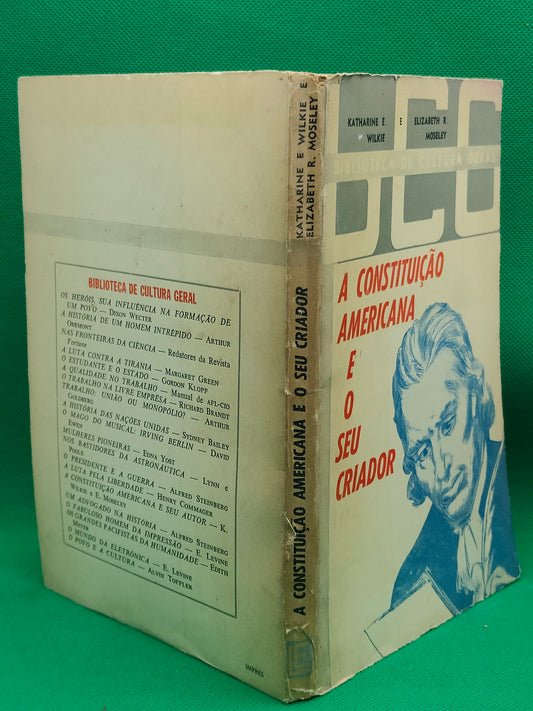 BIBLIOTECA DE CULTURA GERAL
OS HERÓIS, SUA INFLUÊNCIA NA FORMAÇÃO DE
UM POVO — DIXON WECTER
A HISTÓRIA DE UM HOMEM INTRÉPIDO — ARTHUR
ORRMONT
NAS FRONTEIRAS DA CIÊNCIA — Redatores da Revista
Fortune
A LUTA CONTRA A TIRANIA — MARGARET GREEN
O ESTUDANTE E O ESTADO — GORDON KLOPF
A QUALIDADE NO TRABALHO — Manual de AFL-CIO
O TRABALHO NA LIVRE EMPRÊSA — RICHARD BRANDT
TRABALHO: UNIÃO OU MONOPÓLIO? — ARTHUR
GOLDBERG
A HISTÓRIA DAS NAÇÕES UNIDAS — SYDNEY BAILEY
O MAGO DO MUSICAL: IRVING BERLIN — DAVID
EWEN
MULHERES PIONEIRAS — EDNA YOST
NOS BASTIDORES DA ASTRONÁUTICA — LYNN e
POOLE
O PRESIDENTE E A GUERRA — ALFRED STEINBERG
A LUTA PELA LIBERDADE — HENRY COMMAGER
A CONSTITUIÇÃO AMERICANA E SEU AUTOR — K.
WILKIE e E. MOSELEY
UM ADVOGADO NA HISTÓRIA — ALFRED STEINBERG
O FABULOSO HOMEM DA IMPRESSÃO — E. LEVINE
OS GRANDES PACIFISTAS DA HUMANIDADE — EDITH
MEYER
O MUNDO DA ELETRÔNICA — E. LEVINE
O POVO E A CULTURA — ALVIN TOFFLER
IMPRES
KATHARINE E WILKIE E
ELIZABETH R. MOSELEY
A CONSTITUIÇÃO AMERICANA E O SEU CRIADOR
BCG
KATHARINE E. WILKIE E ELIZABETH R. MOSELEY
BIBLIOTECA DE CULTURA GERAL
A CONSTITUIÇÃO
AMERICANA
E
O
SEU
CRIADOR